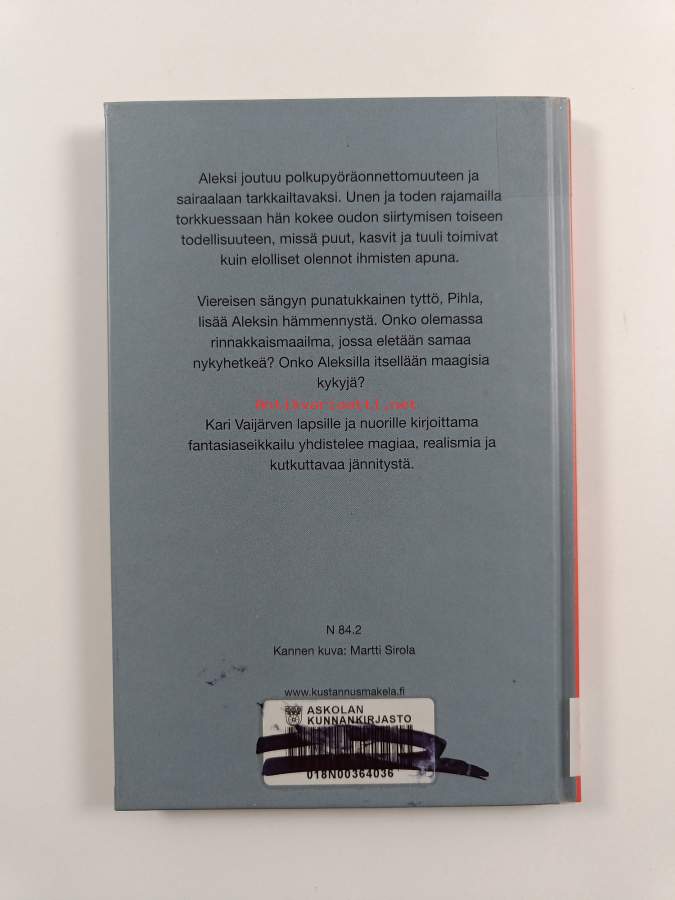 Aleksi joutuu polkupyöräonnettomuuteen ja
sairaalaan tarkkailtavaksi. Unen ja toden rajamailla
torkkuessaan hän kokee oudon siirtymisen toiseen
todellisuuteen, missä puut, kasvit ja tuuli toimivat
kuin elolliset olennot ihmisten apuna.
Viereisen sängyn punatukkainen tyttö, Pihla,
lisää Aleksin hämmennystä. Onko olemassa
rinnakkaismaailma, jossa eletään samaa
nykyhetkeä? Onko Aleksilla itsellään maagisia
kykyjä?
Antikvariaatti.net
Kari Vaijärven lapsille ja nuorille kirjoittama
fantasiaseikkailu yhdistelee magiaa, realismia ja
kutkuttavaa jännitystä.
N 84.2
Kannen kuva: Martti Sirola
www.kustannusmakela.fi
ASKOLAN
KUNNANKIRJASTO
018N00364036